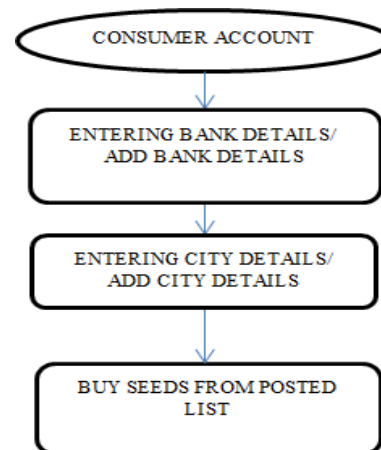 CONSUMER ACCOUNT
ENTERING BANK DETAILS/
ADD BANK DETAILS
ENTERING CITY DETAILS/
ADD CITY DETAILS
BUY SEEDS FROM POSTED
LIST